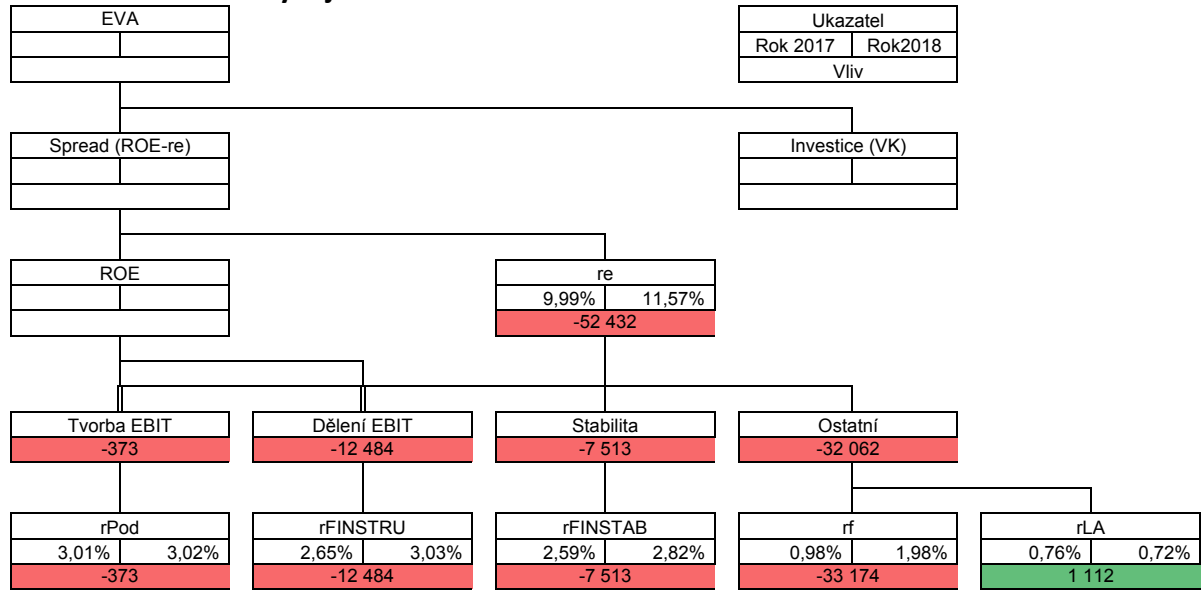 EVA
Ukazatel
Rok 2017 Rok2018
Vliv
Spread (ROE-re)
Investice (VK)
ROE
re
9,99% 11,57%
-52 432
Tvorba EBIT
-373
Dělení EBIT
-12 484
Stabilita
-7 513
Ostatní
-32 062
rPod
3,01% 3,02%
-373
rFINSTRU
2,65% 3,03%
-12 484
rFINSTAB
2,59% 2,82%
-7 513
rf
0,98% 1,98%
-33 174
rLA
0,76% 0,72%
1 112